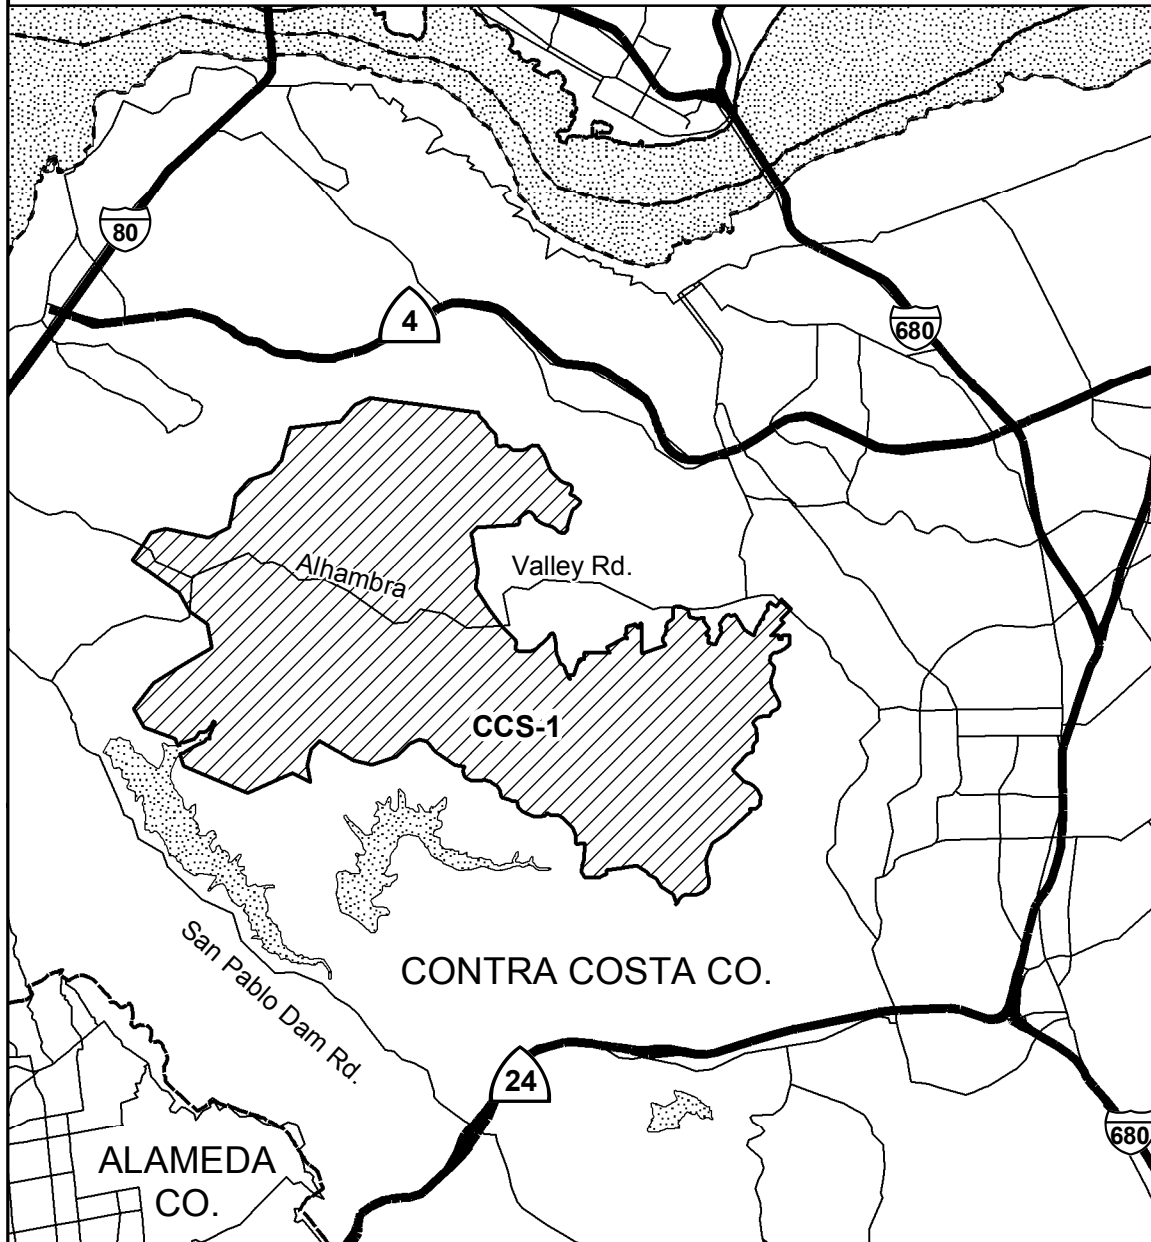 80
4
680
Alhambra
Valley Rd.
CCS-1
San Pablo Dam Rd.
CONTRA COSTA CO.
24
680
ALAMEDA
CO.